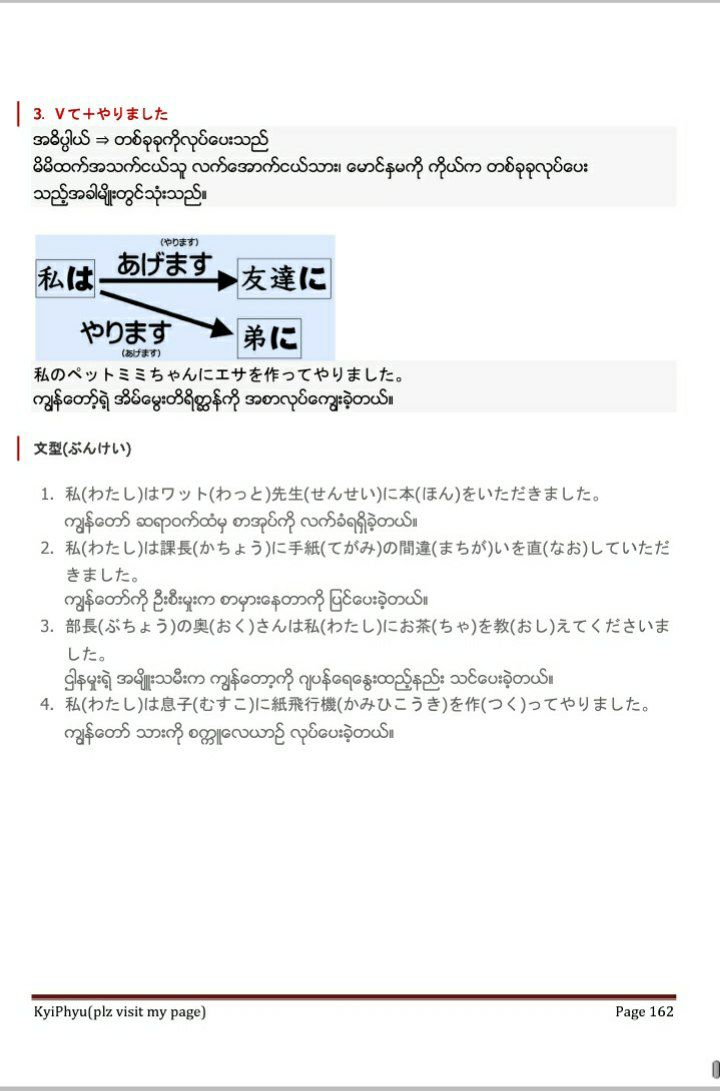 3. Vて＋やりました
အဓိပ္ပါယ် ⇒ တစ်ခုခုကိုလုပ်ပေးသည်
မိမိထက်အသက်ငယ်သူ လက်အောက်ငယ်သား၊ မောင်နှမကို ကိုယ်က တစ်ခုခုလုပ်ပေး
သည့်အခါမျိုးတွင်သုံးသည်။
(やります)
あげます
私は
友達に
やります
(あげます)
弟に
私のペットミミちゃんにエサを作ってやりました。
ကျွန်တော့်ရဲ့ အိမ်မွေးတိရိစ္ဆာန်ကို အစာလုပ်ကျွေးခဲ့တယ်။
文型(ぶんけい)
1. 私(わたし)はワット(わっと)先生(せんせい)に本(ほん)をいただきました。
ကျွန်တော် ဆရာဝက်ထံမှ စာအုပ်ကို လက်ခံရရှိခဲ့တယ်။
2. 私(わたし)は課長(かちょう)に手紙(てがみ)の間違(まちが)いを直(なお)していただ
きました。
ကျွန်တော်ကို ဦးစီးမှုးက စာမှားနေတာကို ပြင်ပေးခဲ့တယ်။
3. 部長(ぶちょう)の奥(おく)さんは私(わたし)にお茶(ちゃ)を教(おし)えてくださいま
した。
ဌါနမှုးရဲ့ အမျိုးသမီးက ကျွန်တော့ကို ဂျပန်ရေနွေးထည့်နည်း သင်ပေးခဲ့တယ်။
4. 私(わたし)は息子(むすこ)に紙飛行機(かみひこうき)を作(つく)ってやりました。
ကျွန်တော် သားကို စက္ကူလေယာဉ် လုပ်ပေးခဲ့တယ်။
KyiPhyu(plz visit my page)
Page 162